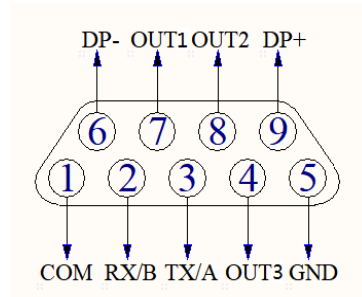 DP- OUT1 OUT2 DP+
6 7 8 9
1 2 3 4 5
COM RX/B TX/A OUT3 GND